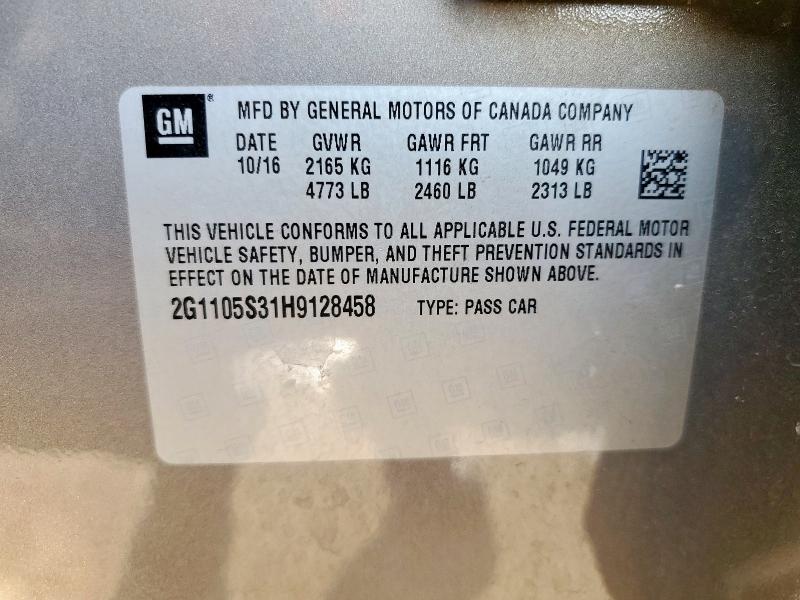 GM® MFD BY GENERAL MOTORS OF CANADA COMPANY
DATE GVWR GAWR FRT GAWR RR
10/16 2165 KG 1116 KG 1049 KG
4773 LB 2460 LB 2313 LB
THIS VEHICLE CONFORMS TO ALL APPLICABLE U.S. FEDERAL MOTOR
VEHICLE SAFETY, BUMPER, AND THEFT PREVENTION STANDARDS IN
EFFECT ON THE DATE OF MANUFACTURE SHOWN ABOVE.
2G1105S31H9128458 TYPE: PASS CAR